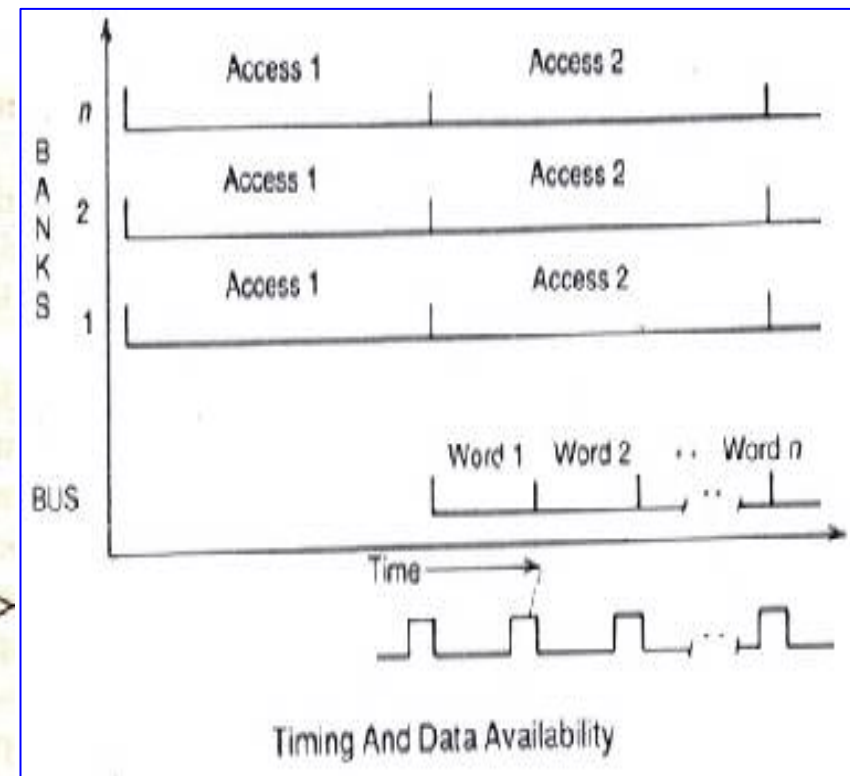 Access 1 Access 2
n
Access 1 Access 2
2
Access 1 Access 2
1
BANKS
Word 1 Word 2 .. Word n
BUS
Time
Timing And Data Availability